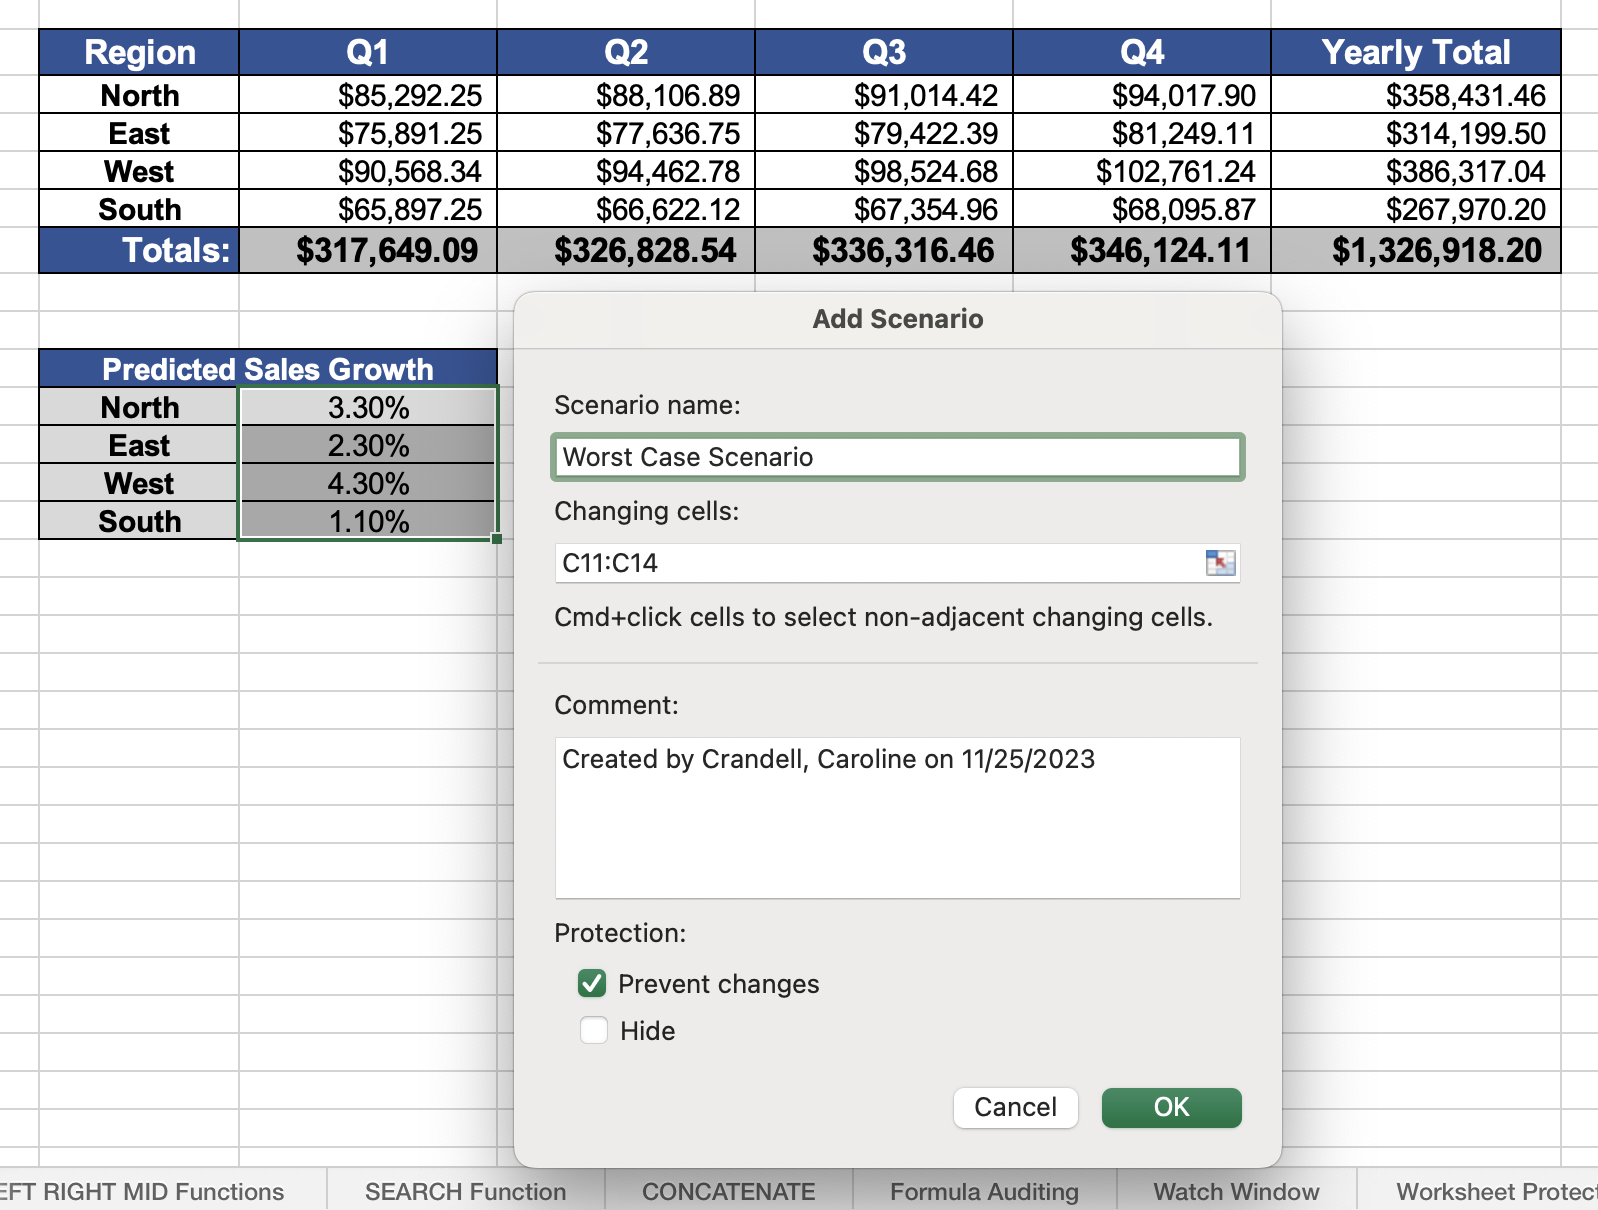 Region Q1 Q2 Q3 Q4 Yearly Total
North $85,292.25 $88,106.89 $91,014.42 $94,017.90 $358,431.46
East $75,891.25 $77,636.75 $79,422.39 $81,249.11 $314,199.50
West $90,568.34 $94,462.78 $98,524.68 $102,761.24 $386,317.04
South $65,897.25 $66,622.12 $67,354.96 $68,095.87 $267,970.20
Totals: $317,649.09 $326,828.54 $336,316.46 $346,124.11 $1,326,918.20
Predicted Sales Growth
North 3.30%
East 2.30%
West 4.30%
South 1.10%
Add Scenario
Scenario name:
Worst Case Scenario
Changing cells:
C11:C14
Cmd+click cells to select non-adjacent changing cells.
Comment:
Created by Crandell, Caroline on 11/25/2023
Protection:
Prevent changes
Hide
Cancel OK
EFT RIGHT MID Functions SEARCH Function CONCATENATE Formula Auditing Watch Window Worksheet Protect